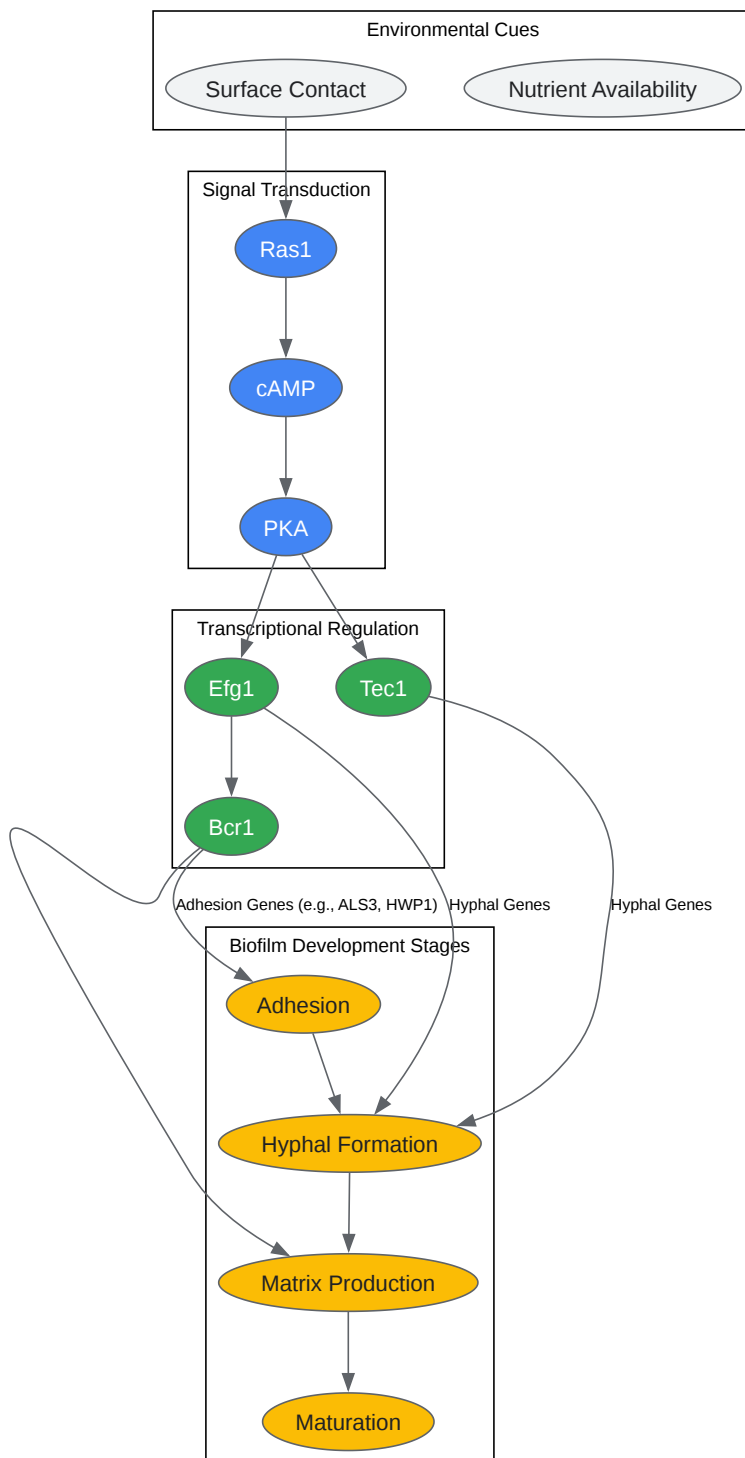 Environmental Cues
Surface Contact
Nutrient Availability
Signal Transduction
Ras1
cAMP
PKA
Transcriptional Regulation
Efg1
Tec1
Bcr1
Adhesion Genes (e.g., ALS3, HWP1)
Hyphal Genes
Hyphal Genes
Biofilm Development Stages
Adhesion
Hyphal Formation
Matrix Production
Maturation